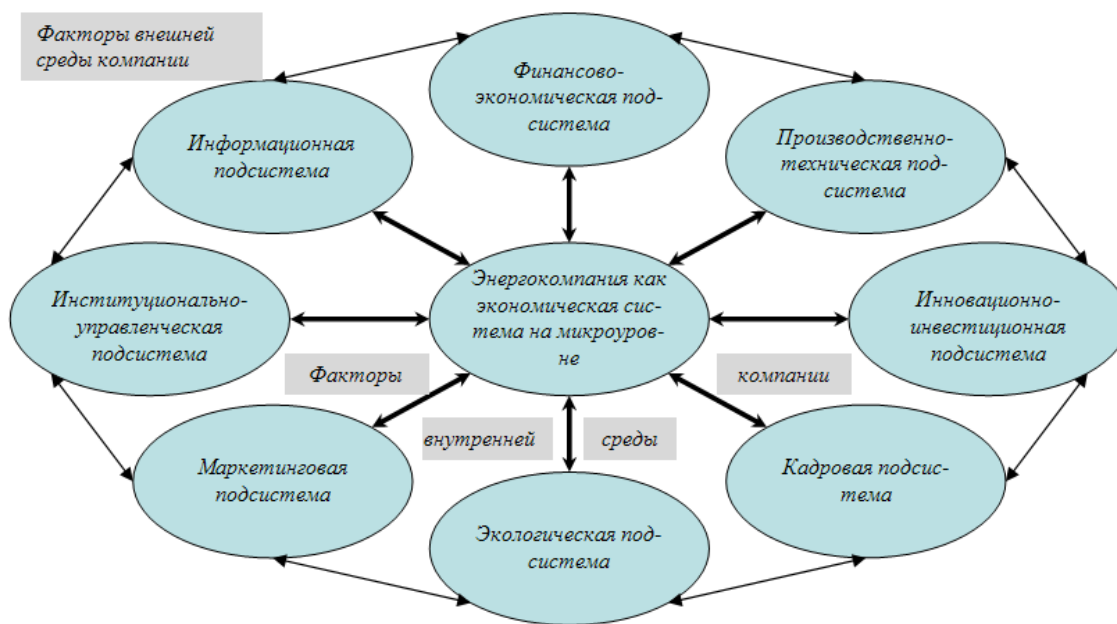 Факторы внешней
среды компании
Финансово-
экономическая под-
система
Информационная
подсистема
Производственно-
техническая под-
система
Институционально-
управленческая
подсистема
Энергокомпания как
экономическая сис-
тема на микроуров-
не
Инновационно-
инвестиционная
подсистема
Факторы
компании
внутренней
среды
Маркетинговая
подсистема
Кадровая подсис-
тема
Экологическая под-
система